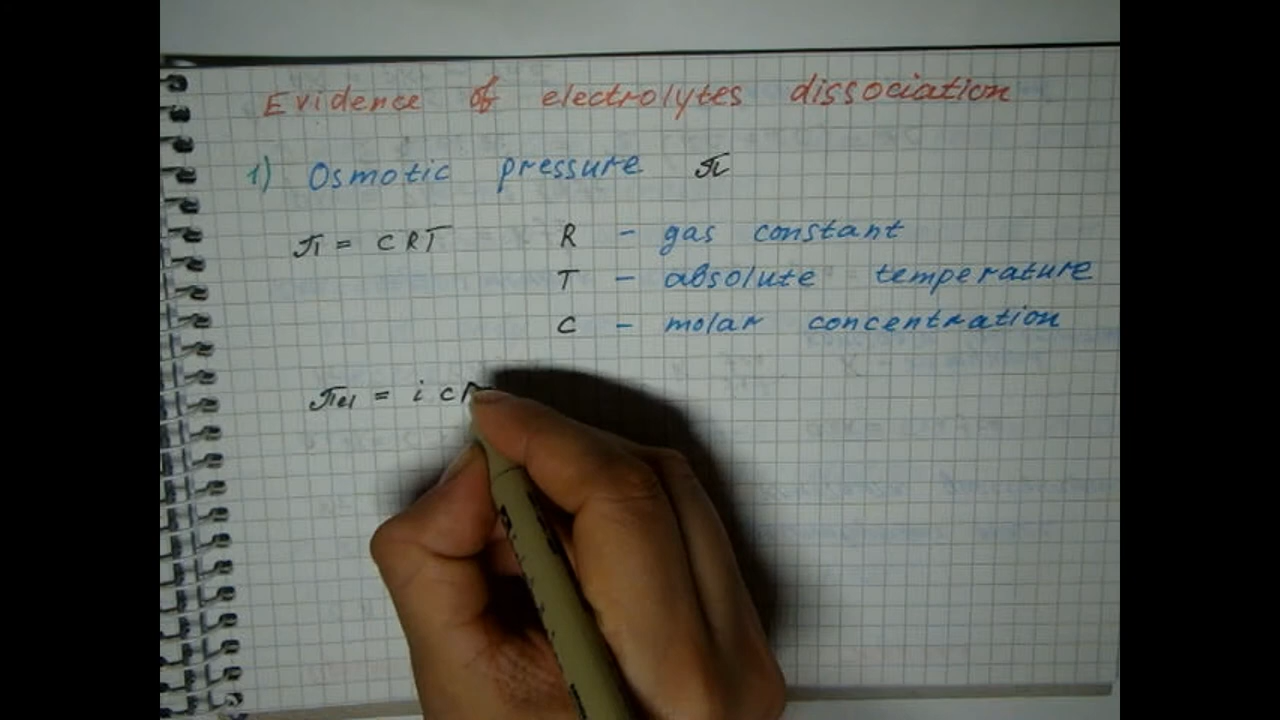 Evidence of electrolytes dissociation
1) Osmotic pressure π
π = CRT R – gas constant
T – absolute temperature
C – molar concentration
πel = i c